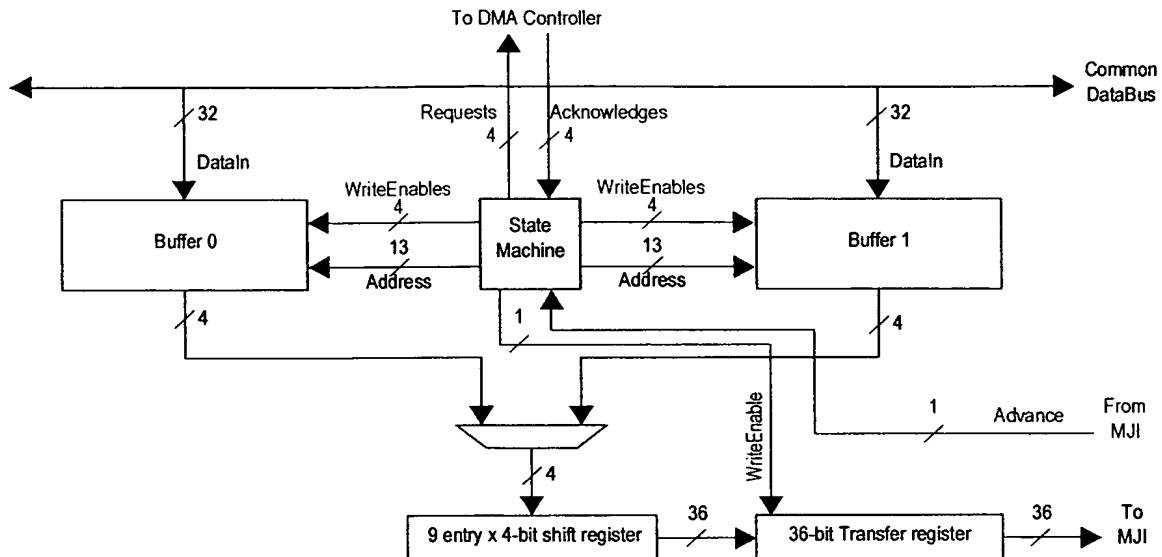 To DMA Controller
Common
DataBus
32
Requests
Acknowledges
32
4
4
DataIn
DataIn
WriteEnables
WriteEnables
4
4
State
Machine
Buffer 0
Buffer 1
13
13
Address
Address
4
1
4
1
Advance
From
MJI
WriteEnable
4
9 entry x 4-bit shift register
36
36-bit Transfer register
36
To
MJI